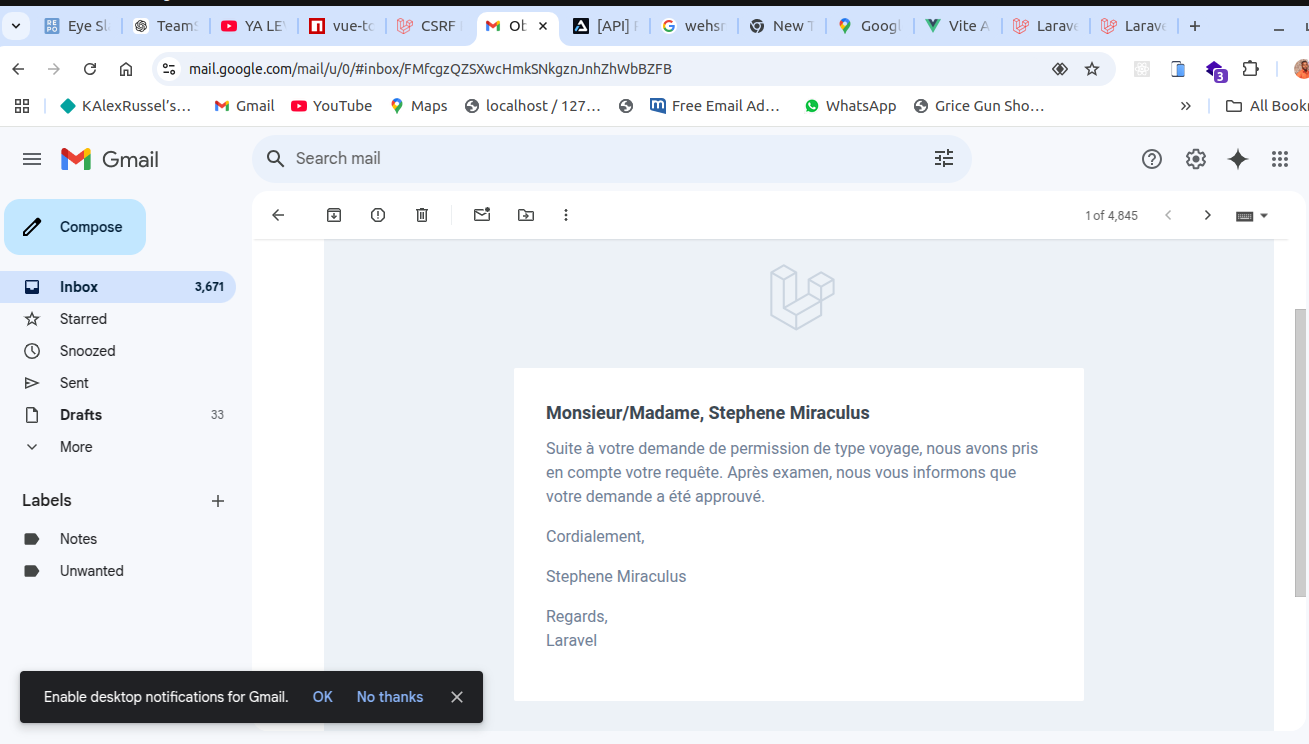 Eye Sl
Team
YA LE
vue-to
CSRF
Ob
[API]
wehsr
New T
Googl
Vite A
Larave
Larave
mail.google.com/mail/u/0/#inbox/FMfcgzQZSXwcHmkSNkgznJnhZhWbBZFB
3
KAlexRussel's...
Gmail
YouTube
Maps
localhost / 127...
Free Email Ad...
WhatsApp
Grice Gun Sho...
»
All Bookr
Gmail
Search mail
Compose
1 of 4,845
Inbox 3,671
Starred
Snoozed
Sent
Drafts 33
More
Labels
Notes
Unwanted
Monsieur/Madame, Stephene Miraculus
Suite à votre demande de permission de type voyage, nous avons pris
en compte votre requête. Après examen, nous vous informons que
votre demande a été approuvé.
Cordialement,
Stephene Miraculus
Regards,
Laravel
Enable desktop notifications for Gmail. OK No thanks